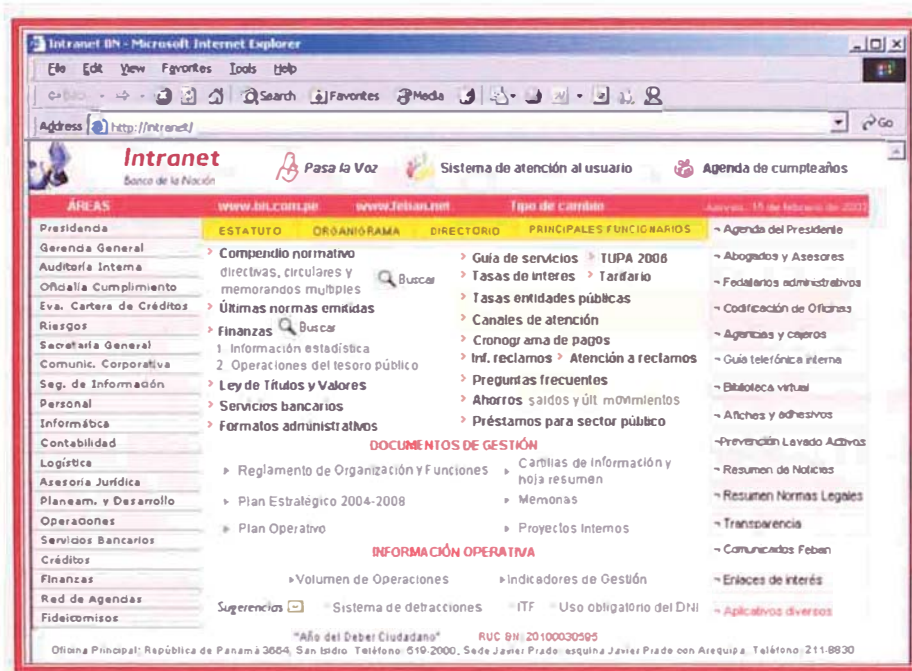 Intranet BN - Microsoft Internet Explorer
File Edit View Favorites Tools Help
Search Favorites Media
Address http://intranet/ Go
Intranet
Banco de la Nación
Pasa la Voz
Sistema de atención al usuario
Agenda de cumpleaños
ÁREAS www.bn.com.pe www.feban.net Tipo de cambio
15 de febrero de
Presidencia
Gerencia General
Auditoría Interna
Oficialía Cumplimiento
Eva. Cartera de Créditos
Riesgos
Secretaría General
Comunic. Corporativa
Seg. de Información
Personal
Informática
Contabilidad
Logística
Asesoría Jurídica
Planeam. y Desarrollo
Operaciones
Servicios Bancarios
Créditos
Finanzas
Red de Agencias
Fideicomisos
ESTATUTO ORGANIGRAMA DIRECTORIO PRINCIPALES FUNCIONARIOS
> Compendio normativo
directivas, circulares y
memorandos multiples Buscar
> Últimas normas emitidas
> Finanzas Buscar
1 Información estadística
2 Operaciones del tesoro público
> Ley de Títulos y Valores
> Servicios bancarios
> Formatos administrativos
> Guía de servicios > TUPA 2006
> Tasas de interes > Tarifario
> Tasas entidades públicas
> Canales de atención
> Cronograma de pagos
> Inf. reclamos > Atención a reclamos
> Preguntas frecuentes
> Ahorros saldos y últ movimientos
> Préstamos para sector público
DOCUMENTOS DE GESTIÓN
Reglamento de Organización y Funciones
Plan Estratégico 2004-2008
Plan Operativo
Cartillas de información y
hoja resumen
Memorias
Proyectos Internos
INFORMACIÓN OPERATIVA
Volumen de Operaciones
Indicadores de Gestión
Sugerencias Sistema de detracciones ITF Uso obligatorio del DNI
¬ Agenda del Presidente
¬ Abogados y Asesores
¬ Fedatarios administrativos
¬ Codificación de Oficinas
¬ Agencias y cajeros
¬ Guía telefónica interna
¬ Biblioteca virtual
¬ Afiches y adhesivos
¬Prevención Lavado Activos
¬ Resumen de Noticias
¬ Resumen Normas Legales
¬ Transparencia
¬ Comunicados Feban
¬ Enlaces de interés
¬ Aplicativos diversos
"Año del Deber Ciudadano" RUC BN: 20100030595
Oficina Principal: República de Panamá 3664, San Isidro Teléfono: 519-2000, Sede Javier Prado: esquina Javier Prado con Arequipa. Teléfono: 211-8830